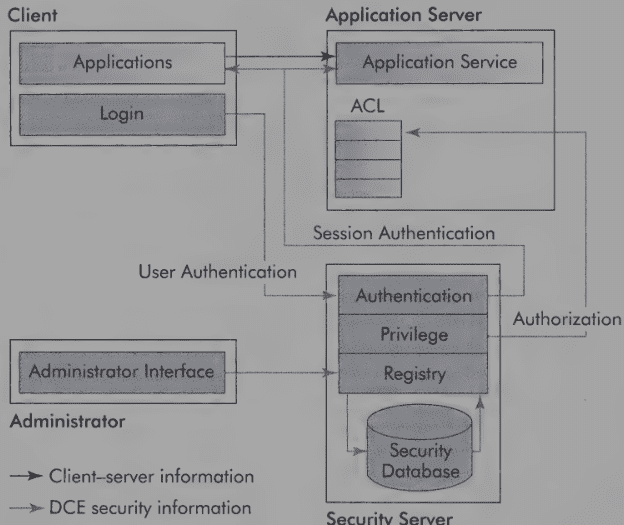 Client
Application Server
Applications
Application Service
Login
ACL
Session Authentication
User Authentication
Authentication
Authorization
Privilege
Administrator Interface
Registry
Administrator
Security
Database
Client–server information
DCE security information
Security Server